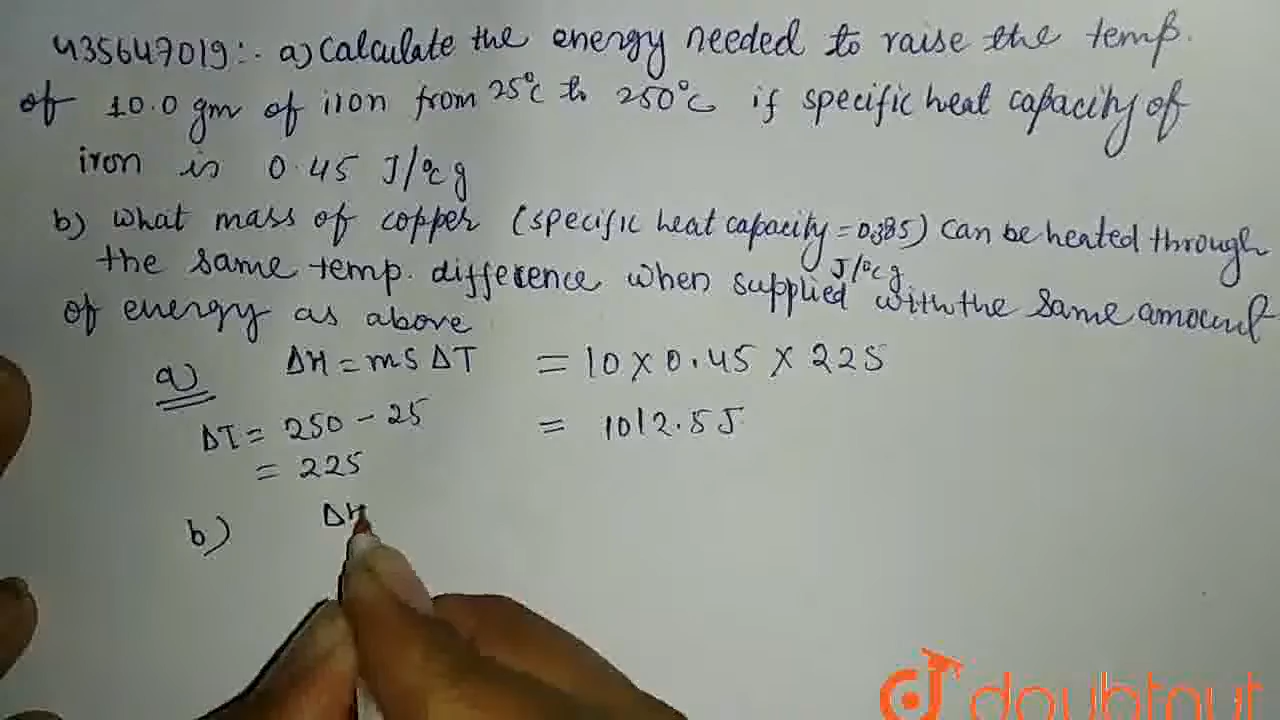 435647019:- a) Calculate the energy needed to raise the temp.
of 10.0 gm of iron from 25°C to 250°C if specific heat capacity of
iron is 0.45 J/°C g
b) what mass of copper (specific heat capacity = 0.385) can be heated through
J/°C g
the same temp. difference when supplied with the same amount
of energy as above
a) ΔH = mSΔT = 10 × 0.45 × 225
ΔT = 250 - 25 = 1012.5 J
= 225
b) ΔH
doubtnut